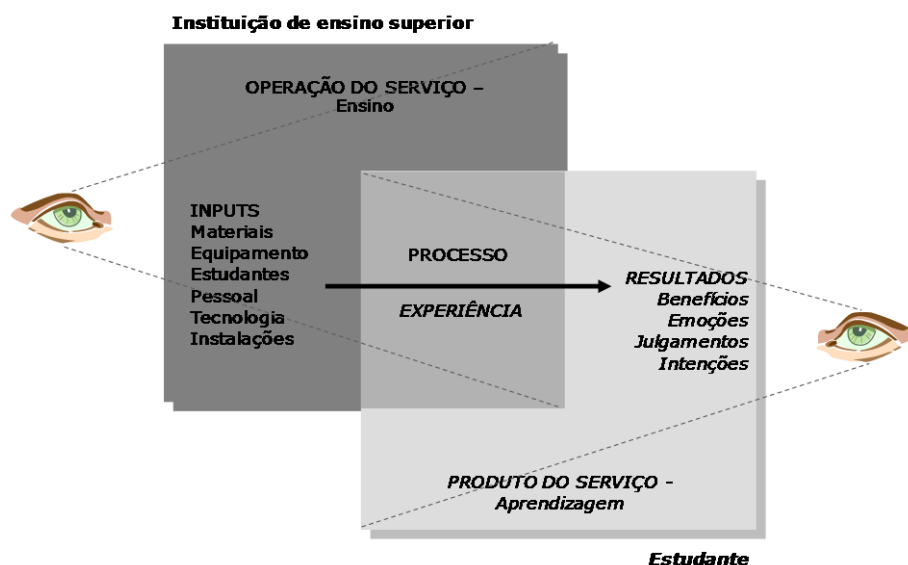 Instituição de ensino superior
OPERAÇÃO DO SERVIÇO –
Ensino
INPUTS
Materiais
Equipamento
Estudantes
Pessoal
Tecnologia
Instalações
PROCESSO
EXPERIÊNCIA
RESULTADOS
Benefícios
Emoções
Julgamentos
Intenções
PRODUTO DO SERVIÇO -
Aprendizagem
Estudante